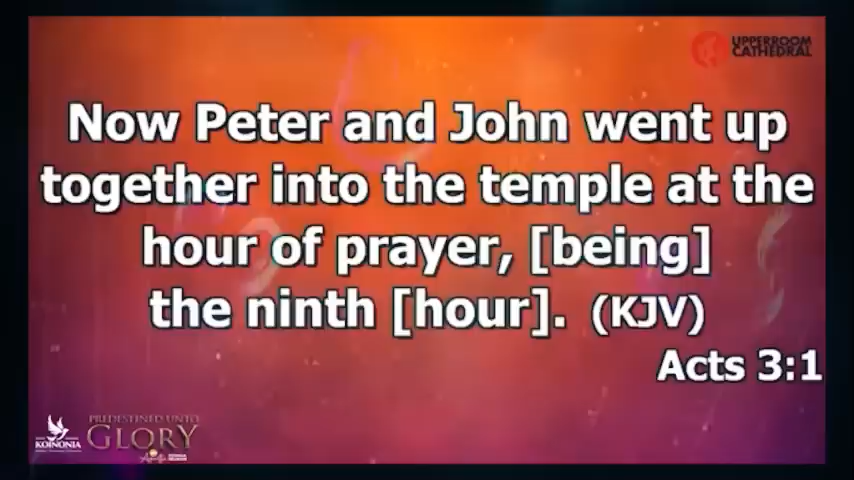 UPPERROOM
CATHEDRAL
Now Peter and John went up
together into the temple at the
hour of prayer, [being]
the ninth [hour]. (KJV)
Acts 3:1
KOINONIA
PREDESTINED UNTO
GLORY